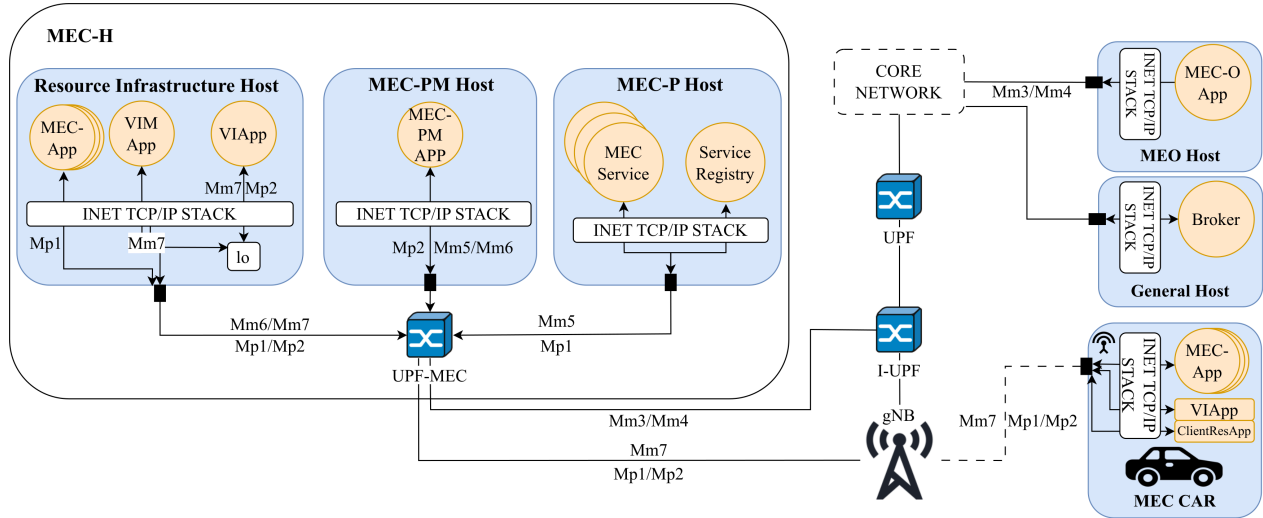 MEC-H
Resource Infrastructure Host
MEC-
App
VIM
App
VIApp
Mm7
Mp2
INET TCP/IP STACK
Mp1
Mm7
lo
MEC-PM Host
MEC-
PM
APP
INET TCP/IP STACK
Mp2
Mm5/Mm6
MEC-P Host
MEC
Service
Service
Registry
INET TCP/IP STACK
Mm6/Mm7
Mp1/Mp2
Mm5
Mp1
UPF-MEC
Mm3/Mm4
Mm7
Mp1/Mp2
CORE
NETWORK
UPF
I-UPF
gNB
Mm3/Mm4
INET TCP/IP
STACK
MEC-O
App
MEO Host
INET TCP/IP
STACK
Broker
General Host
Mm7
Mp1/Mp2
INET TCP/IP
STACK
MEC-
App
VIApp
ClientResApp
MEC CAR